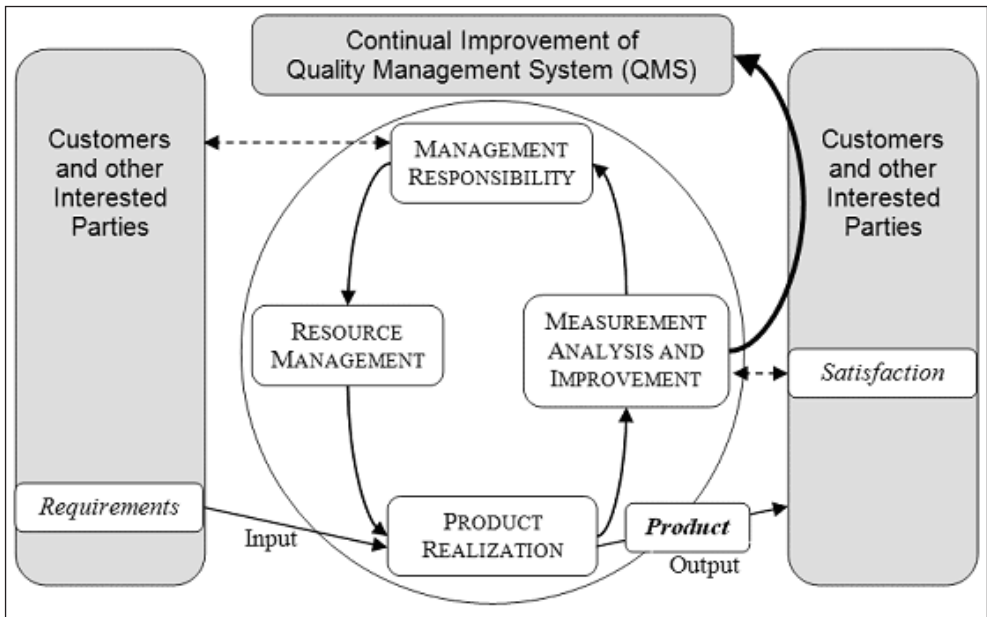 Continual Improvement of
Quality Management System (QMS)
Customers
and other
Interested
Parties
MANAGEMENT
RESPONSIBILITY
Customers
and other
Interested
Parties
RESOURCE
MANAGEMENT
MEASUREMENT
ANALYSIS AND
IMPROVEMENT
Satisfaction
Requirements
Input
PRODUCT
REALIZATION
Product
Output